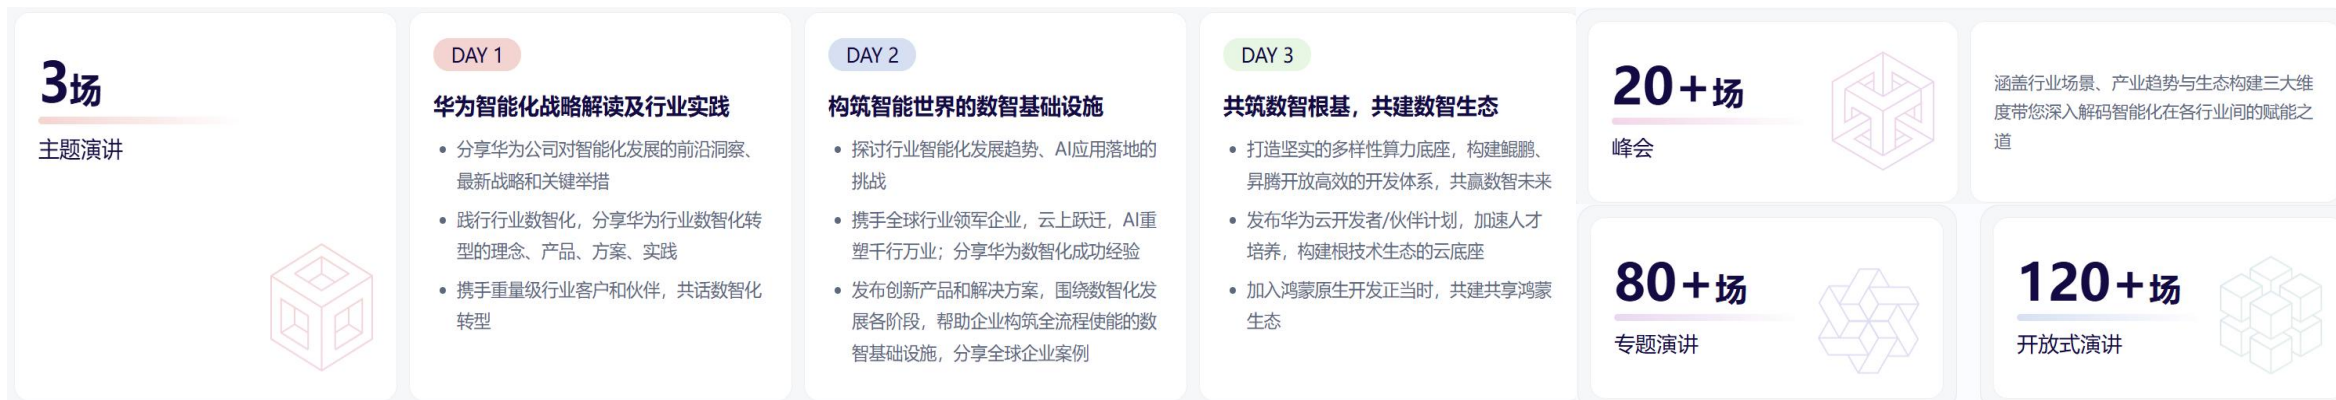 3场
主题演讲
DAY 1
华为智能化战略解读及行业实践
• 分享华为公司对智能化发展的前沿洞察、
最新战略和关键举措
• 践行行业数智化，分享华为行业数智化转
型的理念、产品、方案、实践
• 携手重量级行业客户和伙伴，共话数智化
转型
DAY 2
构筑智能世界的数智基础设施
• 探讨行业智能化发展趋势、AI应用落地的
挑战
• 携手全球行业领军企业，云上跃迁，AI重
塑千行万业；分享华为数智化成功经验
• 发布创新产品和解决方案，围绕数智化发
展各阶段，帮助企业构筑全流程使能的数
智基础设施，分享全球企业案例
DAY 3
共筑数智根基，共建数智生态
• 打造坚实的多样性算力底座，构建鲲鹏、
昇腾开放高效的开发体系，共赢数智未来
• 发布华为云开发者/伙伴计划，加速人才
培养，构建根技术生态的云底座
• 加入鸿蒙原生开发正当时，共建共享鸿蒙
生态
20+场
峰会
涵盖行业场景、产业趋势与生态构建三大维
度带您深入解码智能化在各行业间的赋能之
道
80+场
专题演讲
120+场
开放式演讲